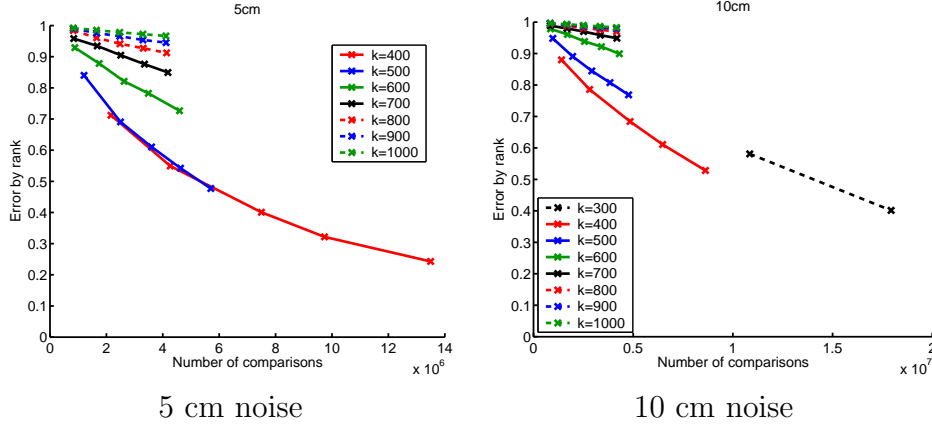 5cm
Error by rank
1
0.9
0.8
0.7
0.6
0.5
0.4
0.3
0.2
0.1
0
k=400
k=500
k=600
k=700
k=800
k=900
k=1000
0 2 4 6 8 10 12 14
Number of comparisons
x 10^6
5 cm noise
10cm
Error by rank
1
0.9
0.8
0.7
0.6
0.5
0.4
0.3
0.2
0.1
0
k=300
k=400
k=500
k=600
k=700
k=800
k=900
k=1000
0 0.5 1 1.5 2
Number of comparisons
x 10^7
10 cm noise